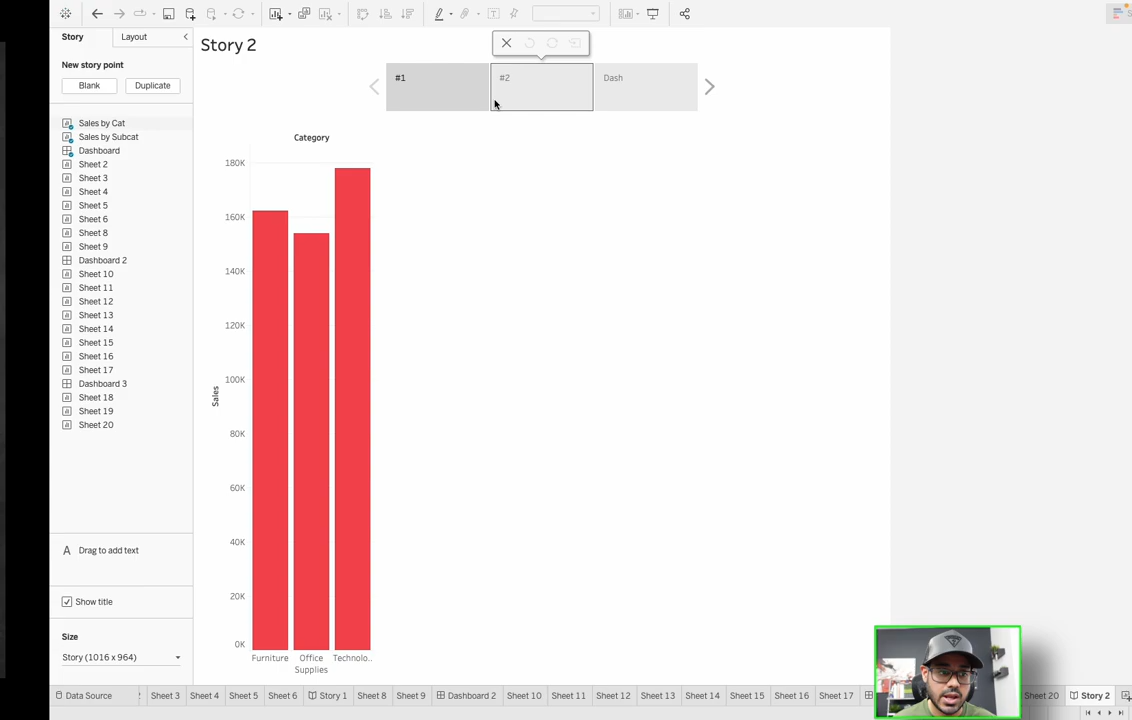 Story
Layout
Story 2
New story point
Blank
Duplicate
#1
#2
Dash
Sales by Cat
Sales by Subcat
Dashboard
Sheet 2
Sheet 3
Sheet 4
Sheet 5
Sheet 6
Sheet 8
Sheet 9
Dashboard 2
Sheet 10
Sheet 11
Sheet 12
Sheet 13
Sheet 14
Sheet 15
Sheet 16
Sheet 17
Dashboard 3
Sheet 18
Sheet 19
Sheet 20
Drag to add text
Show title
Size
Story (1016 x 964)
Category
180K
160K
140K
120K
100K
80K
60K
40K
20K
0K
Sales
Furniture
Office Supplies
Technolo..
Data Source
Sheet 3
Sheet 4
Sheet 5
Sheet 6
Story 1
Sheet 8
Sheet 9
Dashboard 2
Sheet 10
Sheet 11
Sheet 12
Sheet 13
Sheet 14
Sheet 15
Sheet 16
Sheet 17
Sheet 20
Story 2